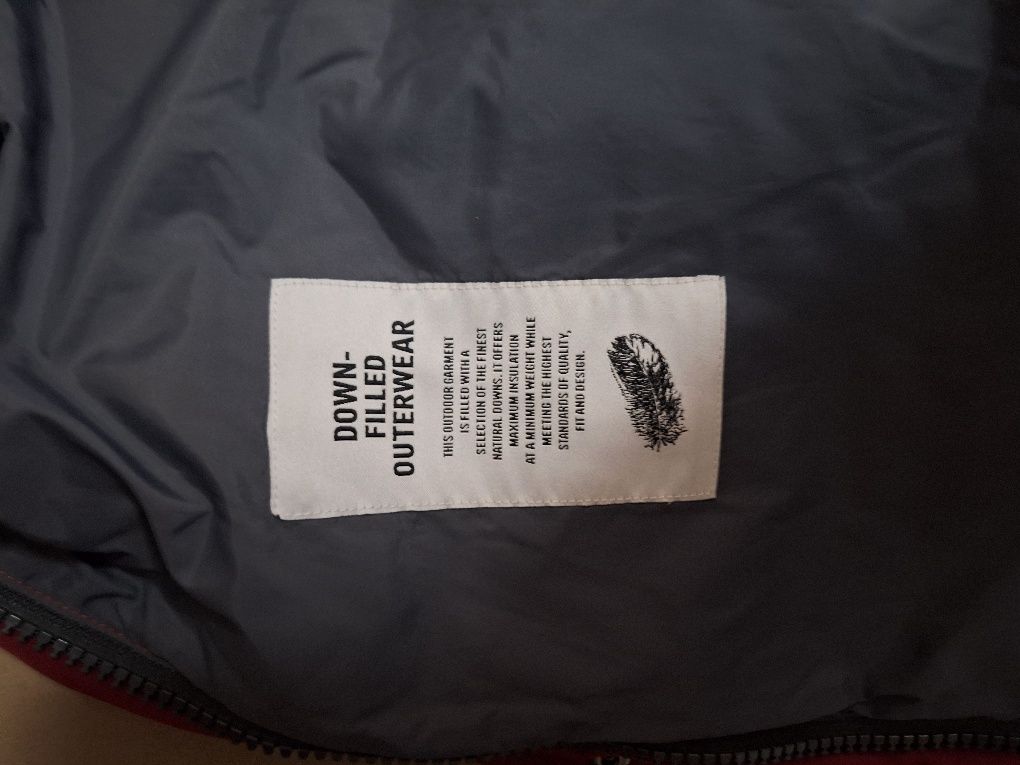 DOWN-
FILLED
OUTERWEAR
THIS OUTDOOR GARMENT
IS FILLED WITH A
SELECTION OF THE FINEST
NATURAL DOWNS. IT OFFERS
MAXIMUM INSULATION
AT A MINIMUM WEIGHT WHILE
MEETING THE HIGHEST
STANDARDS OF QUALITY,
FIT AND DESIGN.